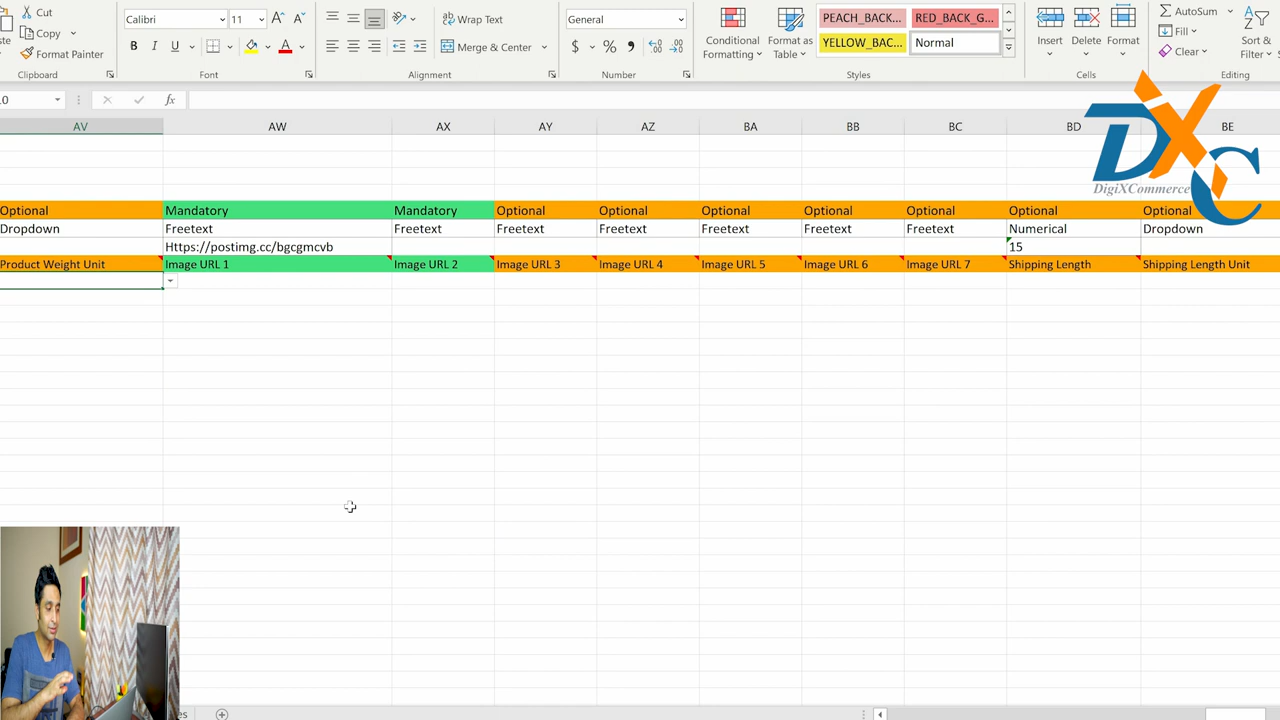 Cut
Copy
Format Painter
Clipboard
Calibri
11
B I U
Font
Wrap Text
Merge & Center
Alignment
General
$ %
Number
Conditional Formatting
Format as Table
PEACH_BACK...
RED_BACK_G...
YELLOW_BAC...
Normal
Styles
Insert
Delete
Format
Cells
AutoSum
Fill
Clear
Sort &
Filter
Editing
fx
DXC
DigiXCommerce
AV AW AX AY AZ BA BB BC BD BE
Optional Mandatory Mandatory Optional Optional Optional Optional Optional Optional Optional
Dropdown Freetext Freetext Freetext Freetext Freetext Freetext Freetext Numerical Dropdown
Https://postimg.cc/bgcgmcvb 15
Product Weight Unit Image URL 1 Image URL 2 Image URL 3 Image URL 4 Image URL 5 Image URL 6 Image URL 7 Shipping Length Shipping Length Unit